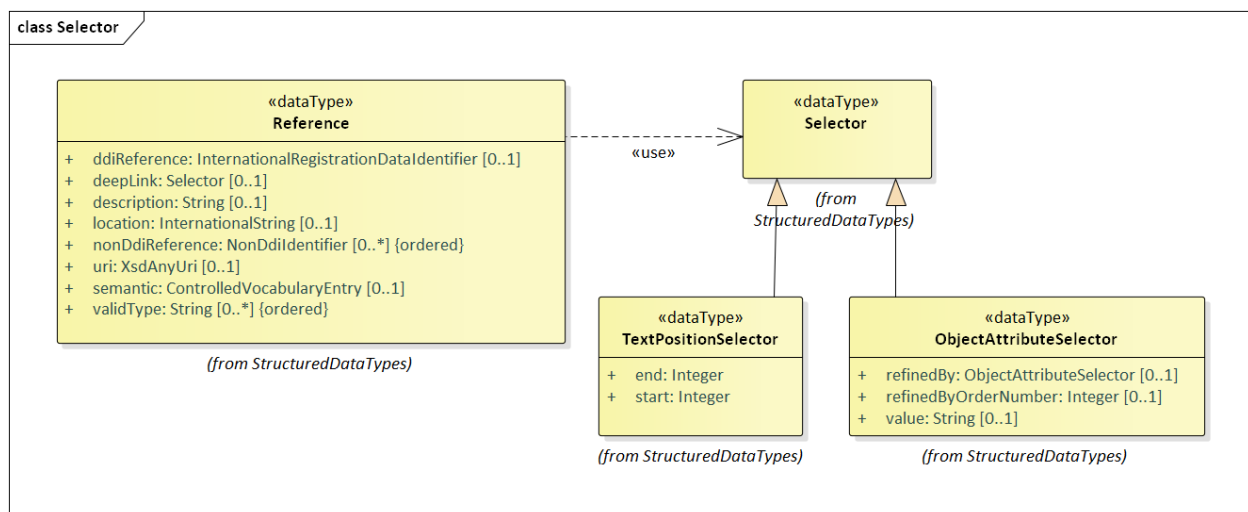 class Selector
«dataType»
Reference
+ ddiReference: InternationalRegistrationDataIdentifier [0..1]
+ deepLink: Selector [0..1]
+ description: String [0..1]
+ location: InternationalString [0..1]
+ nonDdiReference: NonDdiIdentifier [0..*] {ordered}
+ uri: XsdAnyUri [0..1]
+ semantic: ControlledVocabularyEntry [0..1]
+ validType: String [0..*] {ordered}
(from StructuredDataTypes)
«use»
«dataType»
Selector
(from
StructuredDataTypes)
«dataType»
TextPositionSelector
+ end: Integer
+ start: Integer
(from StructuredDataTypes)
«dataType»
ObjectAttributeSelector
+ refinedBy: ObjectAttributeSelector [0..1]
+ refinedByOrderNumber: Integer [0..1]
+ value: String [0..1]
(from StructuredDataTypes)